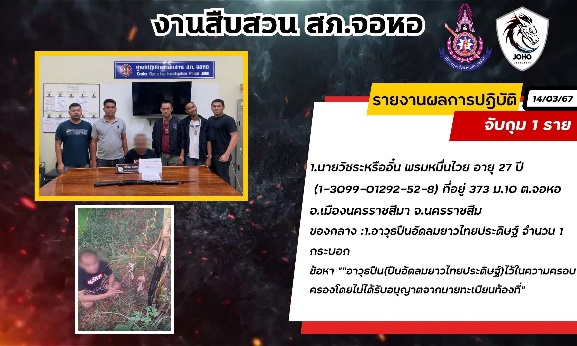 งานสืบสวน สภ.จอหอ
JOHO
รายงานผลการปฏิบัติ
14/03/67
จับกุม 1 ราย
1.นายวัชระหรืออั๋น พรมหมื่นไวย อายุ 27 ปี
(1-3099-01292-52-8) ที่อยู่ 373 ม.10 ต.จอหอ
อ.เมืองนครราชสีมา จ.นครราชสีม
ของกลาง :1.อาวุธปืนอัดลมยาวไทยประดิษฐ์ จำนวน 1
กระบอก
ข้อหา ""อาวุธปืน(ปืนอัดลมยาวไทยประดิษฐ์)ไว้ในความครอบ
ครองโดยไม่ได้รับอนุญาตจากนายทะเบียนท้องที่"